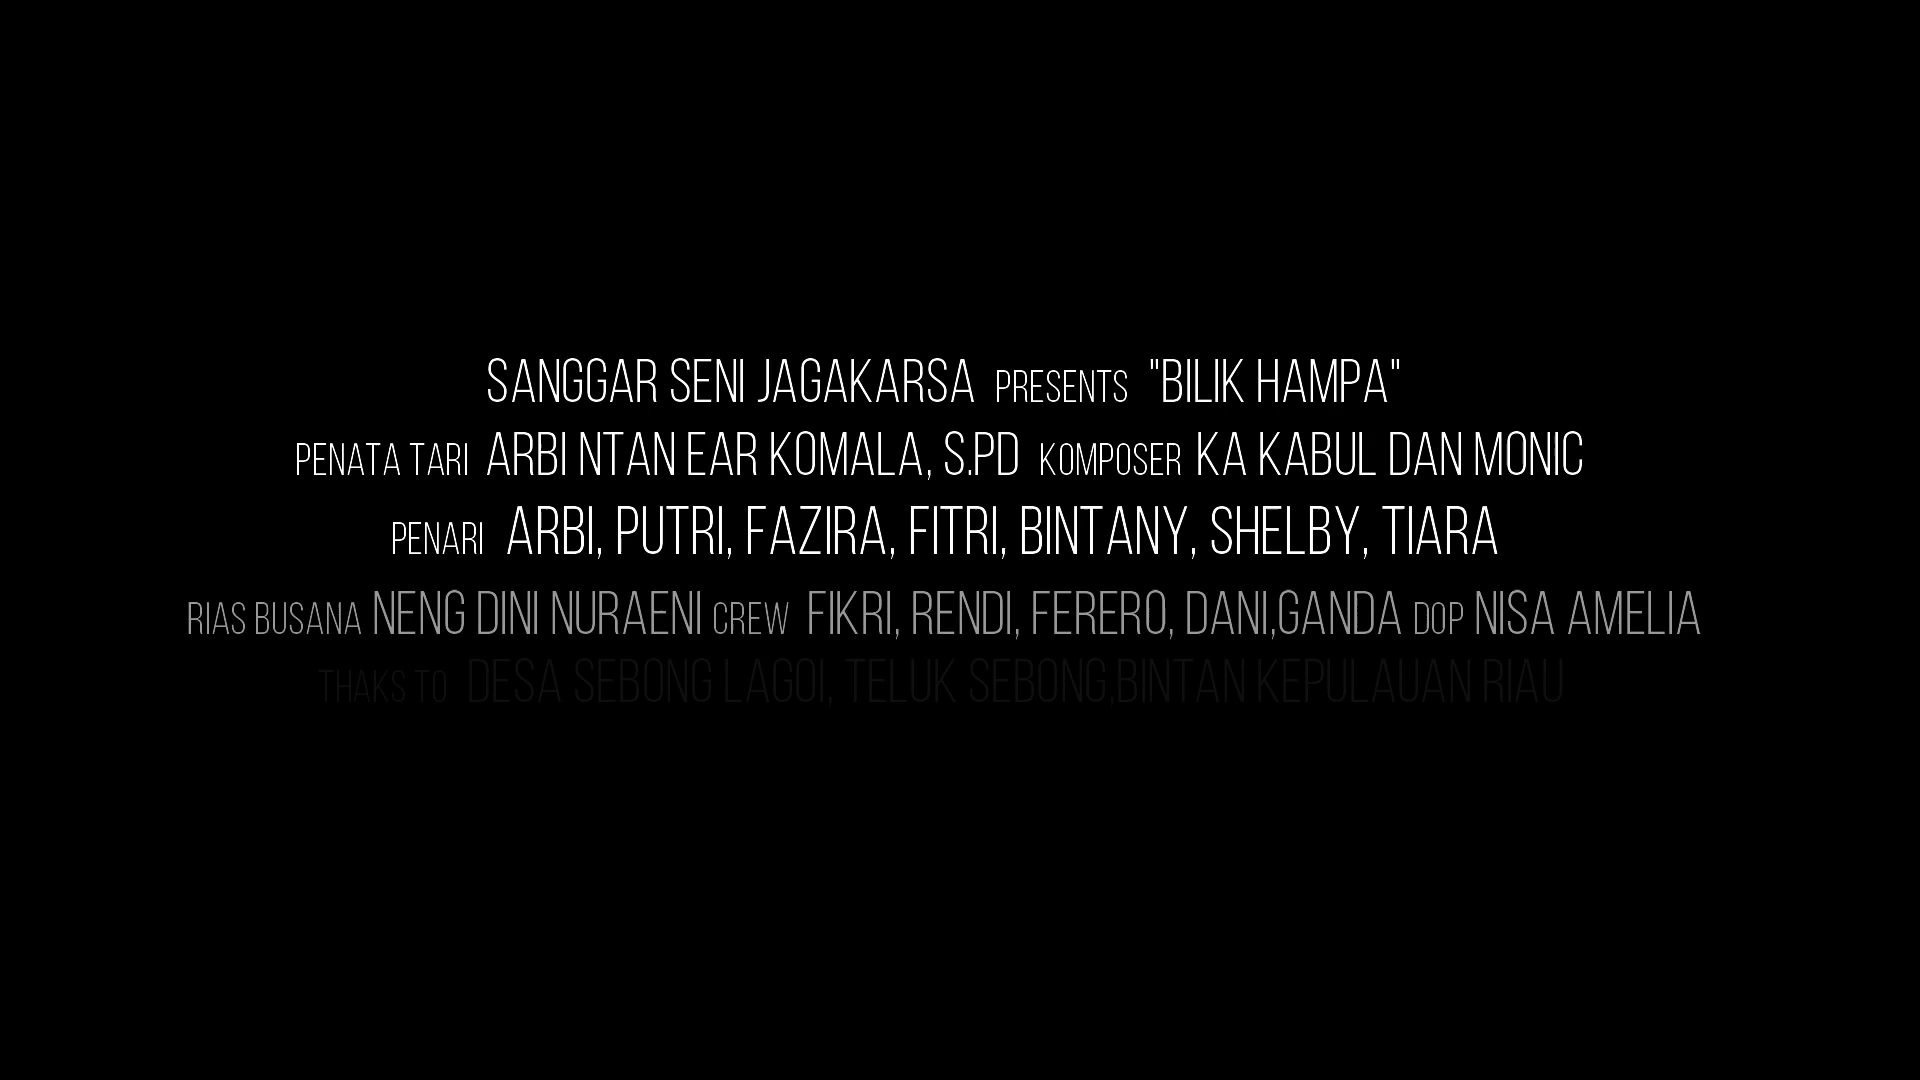 SANGGAR SENI JAGAKARSA PRESENTS "BILIK HAMPA"
PENATA TARI ARBI NTAN EAR KOMALA, S.PD KOMPOSER KA KABUL DAN MONIC
PENARI ARBI, PUTRI, FAZIRA, FITRI, BINTANY, SHELBY, TIARA
RIAS BUSANA NENG DINI NURAENI CREW FIKRI, RENDI, FERERO, DANI,GANDA DOP NISA AMELIA
THAKS TO DESA SEBONG LAGOI, TELUK SEBONG,BINTAN KEPULAUAN RIAU